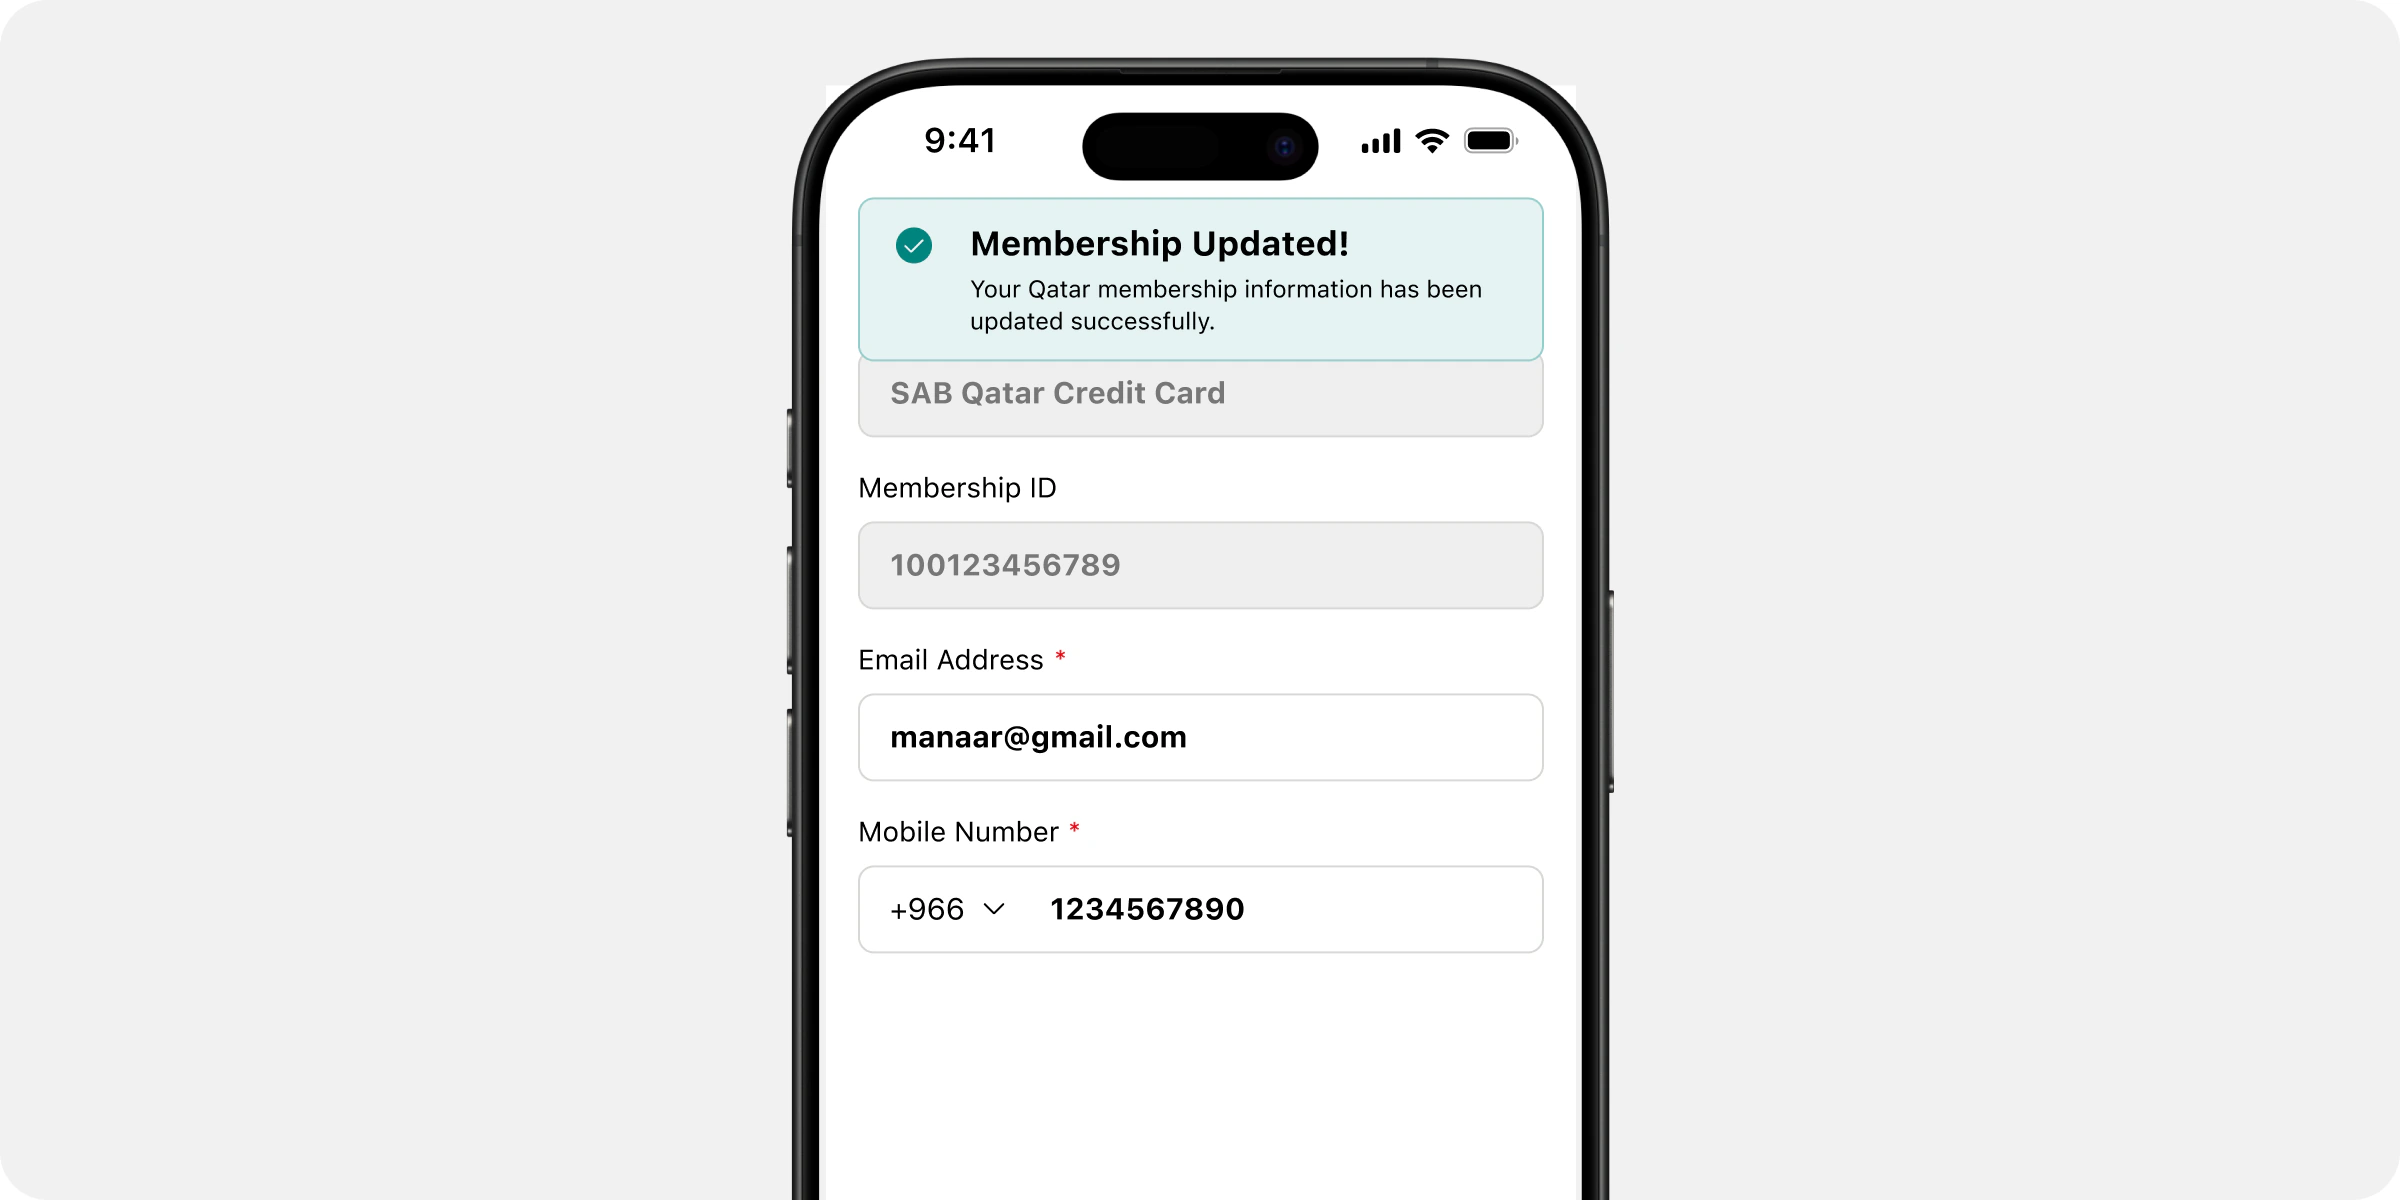 9:41
Membership Updated!
Your Qatar membership information has been
updated successfully.
SAB Qatar Credit Card
Membership ID
100123456789
Email Address *
manaar@gmail.com
Mobile Number *
+966 1234567890